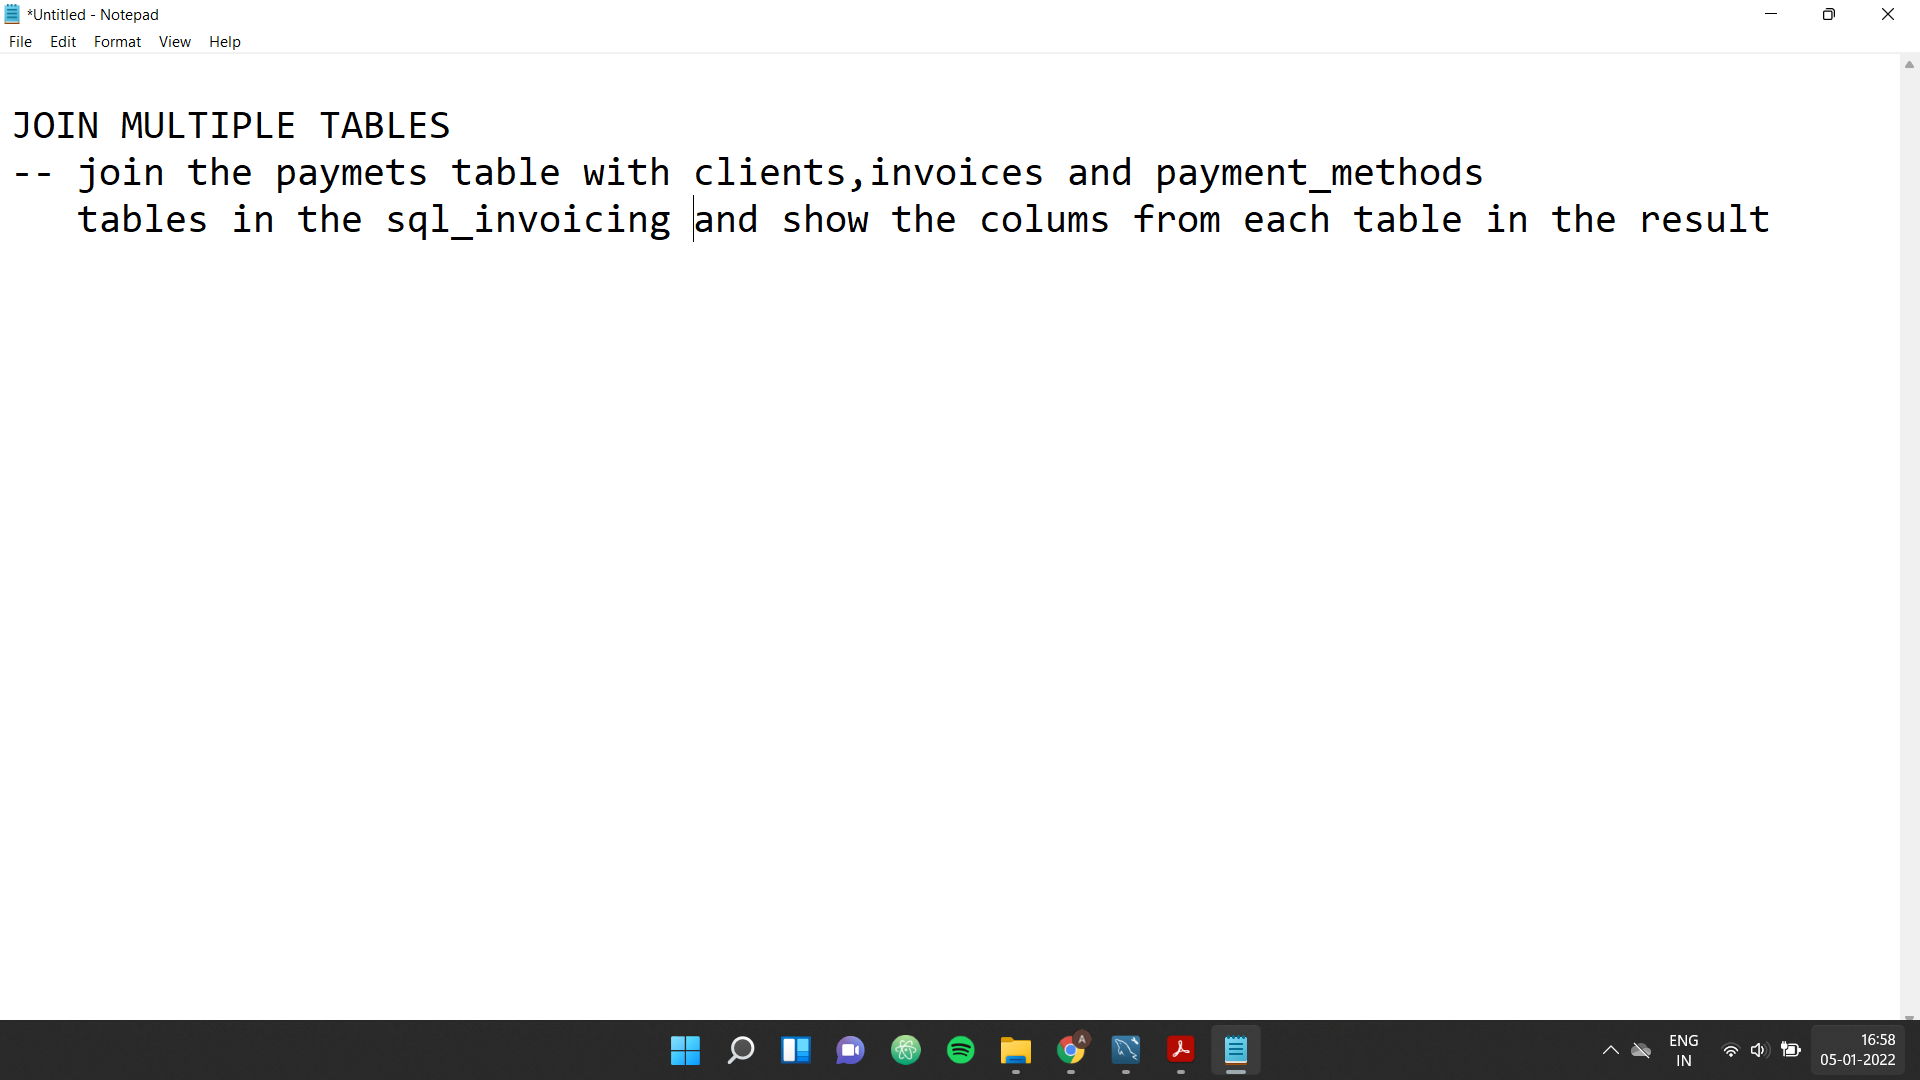 *Untitled - Notepad
File Edit Format View Help
JOIN MULTIPLE TABLES
-- join the paymets table with clients,invoices and payment_methods
tables in the sql_invoicing and show the colums from each table in the result
A
ENG
IN
16:58
05-01-2022